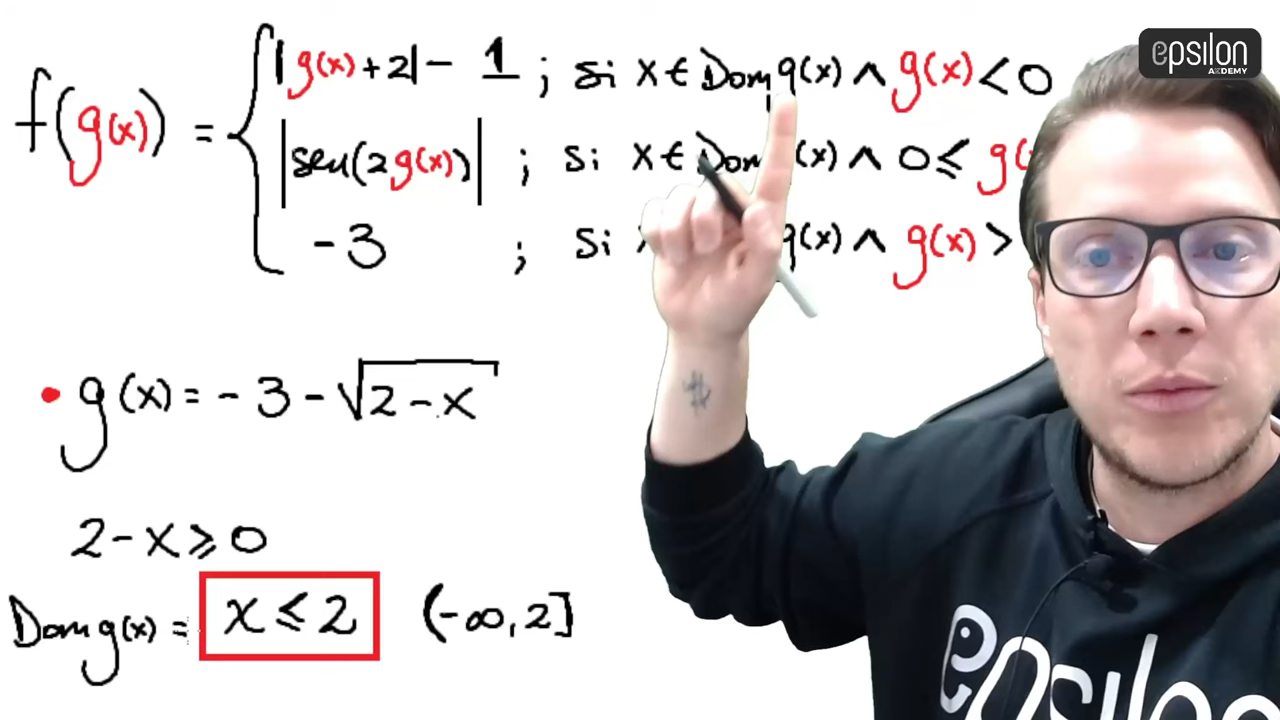 epsilon
AZDEMY
f(g(x)) = { |g(x)+2| - 1 ; si x ∈ Dom g(x) ∧ g(x) < 0
|sen(2g(x))| ; si x ∈ Dom (x) ∧ 0 ≤
-3 ; si g(x) ∧ g(x) >
• g(x) = -3 - √(2-x)
2 - x ≥ 0
Dom g(x) = x ≤ 2 (-∞, 2]
epsilon